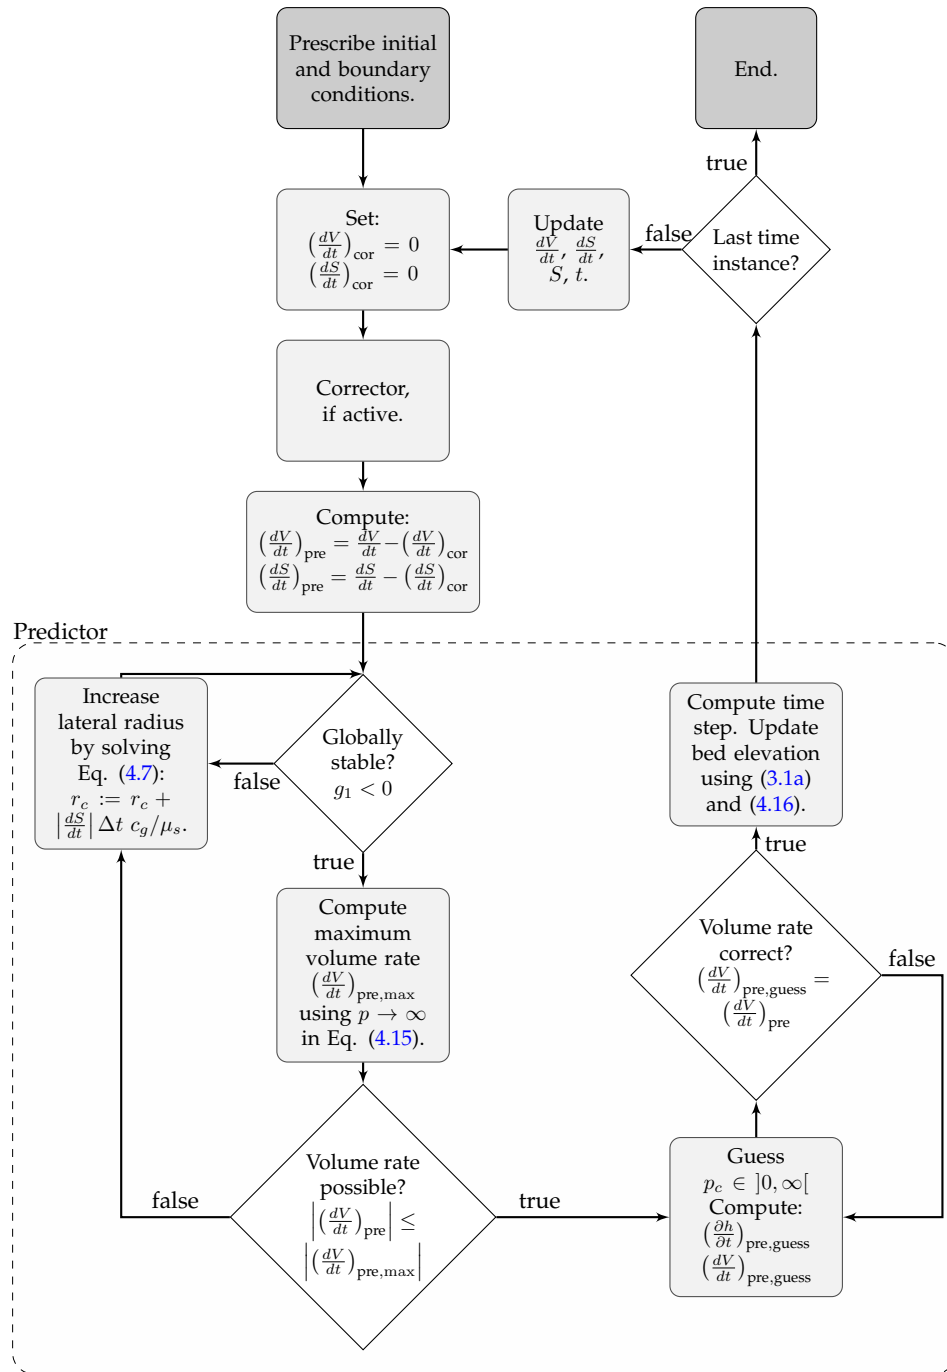 Prescribe initial
and boundary
conditions.
End.
true
Set:
(dV/dt)_cor = 0
(dS/dt)_cor = 0
Update
dV/dt, dS/dt,
S, t.
false
Last time
instance?
Corrector,
if active.
Compute:
(dV/dt)_pre = dV/dt − (dV/dt)_cor
(dS/dt)_pre = dS/dt − (dS/dt)_cor
Predictor
Increase
lateral radius
by solving
Eq. (4.7):
r_c := r_c +
|dS/dt| Δt c_g/μ_s.
false
Globally
stable?
g_1 < 0
true
Compute
maximum
volume rate
(dV/dt)_pre,max
using p → ∞
in Eq. (4.15).
Volume rate
possible?
|(dV/dt)_pre| ≤
|(dV/dt)_pre,max|
false
true
Guess
p_c ∈ ]0, ∞[
Compute:
(∂h/∂t)_pre,guess
(dV/dt)_pre,guess
Volume rate
correct?
(dV/dt)_pre,guess =
(dV/dt)_pre
false
true
Compute time
step. Update
bed elevation
using (3.1a)
and (4.16).